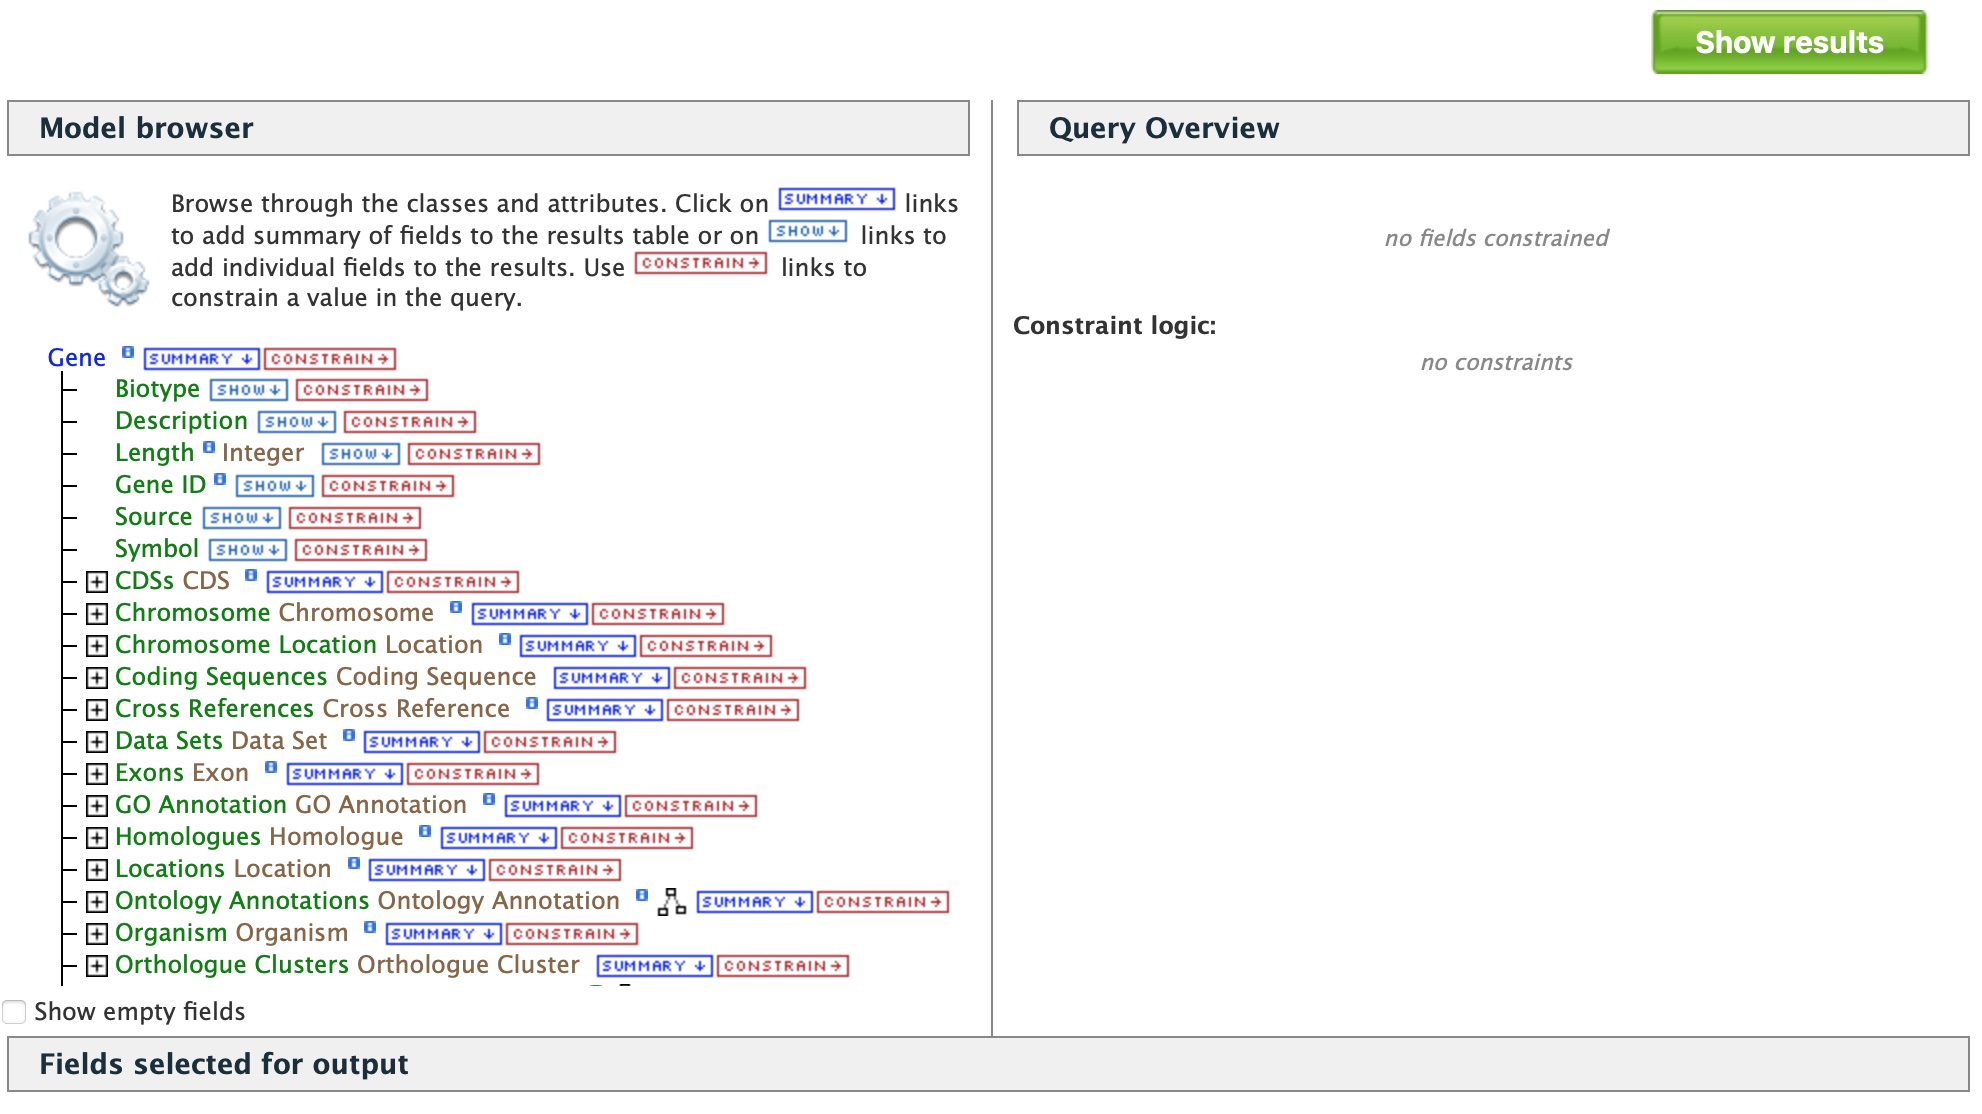 Show results
Model browser
Query Overview
Browse through the classes and attributes. Click on SUMMARY ↓ links
to add summary of fields to the results table or on SHOW ↓ links to
add individual fields to the results. Use CONSTRAIN → links to
constrain a value in the query.
Gene SUMMARY ↓ CONSTRAIN →
Biotype SHOW ↓ CONSTRAIN →
Description SHOW ↓ CONSTRAIN →
Length Integer SHOW ↓ CONSTRAIN →
Gene ID SHOW ↓ CONSTRAIN →
Source SHOW ↓ CONSTRAIN →
Symbol SHOW ↓ CONSTRAIN →
CDSs CDS SUMMARY ↓ CONSTRAIN →
Chromosome Chromosome SUMMARY ↓ CONSTRAIN →
Chromosome Location Location SUMMARY ↓ CONSTRAIN →
Coding Sequences Coding Sequence SUMMARY ↓ CONSTRAIN →
Cross References Cross Reference SUMMARY ↓ CONSTRAIN →
Data Sets Data Set SUMMARY ↓ CONSTRAIN →
Exons Exon SUMMARY ↓ CONSTRAIN →
GO Annotation GO Annotation SUMMARY ↓ CONSTRAIN →
Homologues Homologue SUMMARY ↓ CONSTRAIN →
Locations Location SUMMARY ↓ CONSTRAIN →
Ontology Annotations Ontology Annotation SUMMARY ↓ CONSTRAIN →
Organism Organism SUMMARY ↓ CONSTRAIN →
Orthologue Clusters Orthologue Cluster SUMMARY ↓ CONSTRAIN →
Show empty fields
no fields constrained
Constraint logic:
no constraints
Fields selected for output